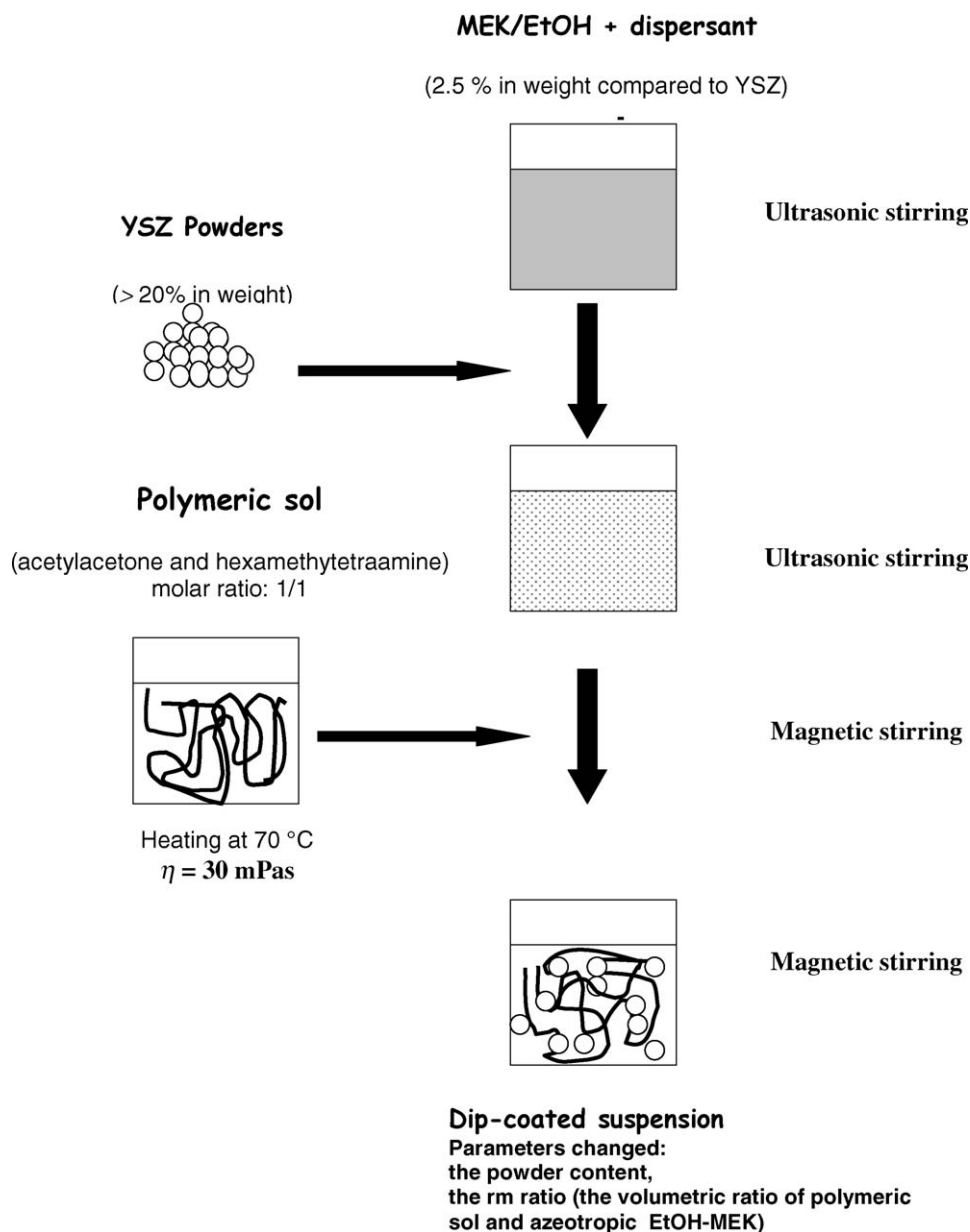 MEK/EtOH + dispersant
(2.5 % in weight compared to YSZ)
-
Ultrasonic stirring
YSZ Powders
(> 20% in weight)
Polymeric sol
(acetylacetone and hexamethytetraamine)
molar ratio: 1/1
Ultrasonic stirring
Magnetic stirring
Heating at 70 °C
η = 30 mPas
Magnetic stirring
Dip-coated suspension
Parameters changed:
the powder content,
the rm ratio (the volumetric ratio of polymeric
sol and azeotropic EtOH-MEK)